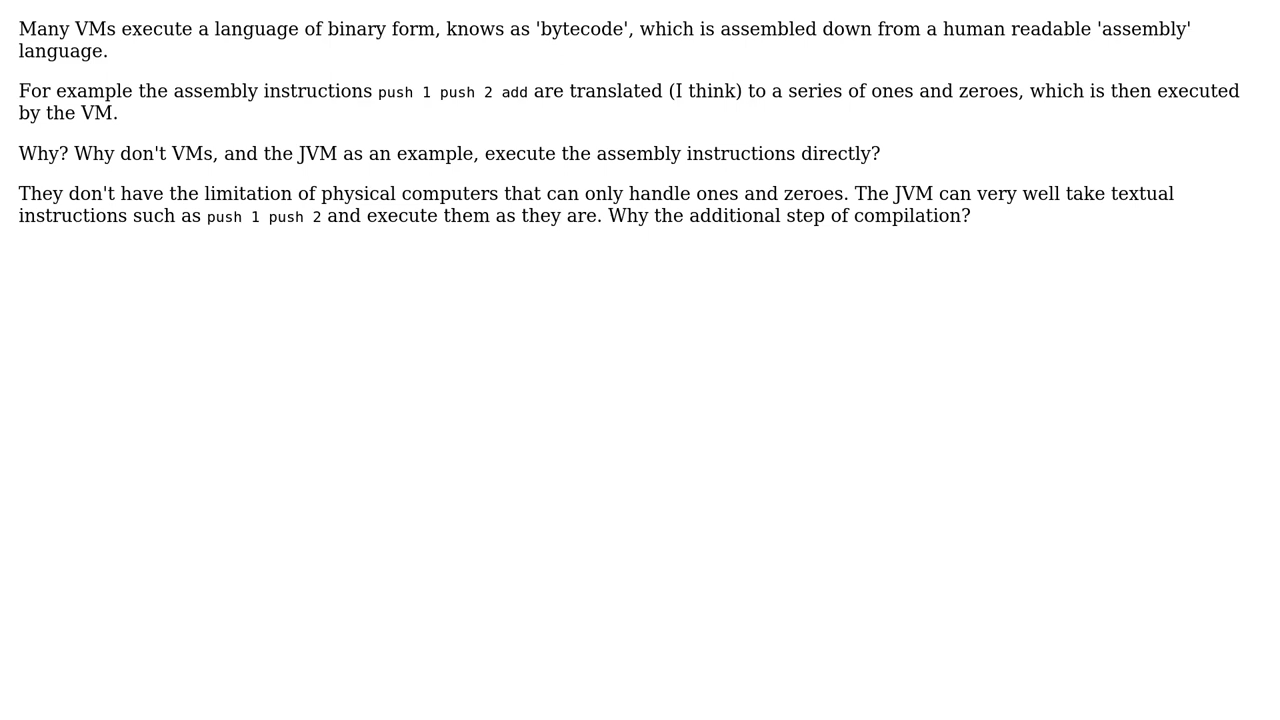 Many VMs execute a language of binary form, knows as 'bytecode', which is assembled down from a human readable 'assembly'
language.
For example the assembly instructions push 1 push 2 add are translated (I think) to a series of ones and zeroes, which is then executed
by the VM.
Why? Why don't VMs, and the JVM as an example, execute the assembly instructions directly?
They don't have the limitation of physical computers that can only handle ones and zeroes. The JVM can very well take textual
instructions such as push 1 push 2 and execute them as they are. Why the additional step of compilation?